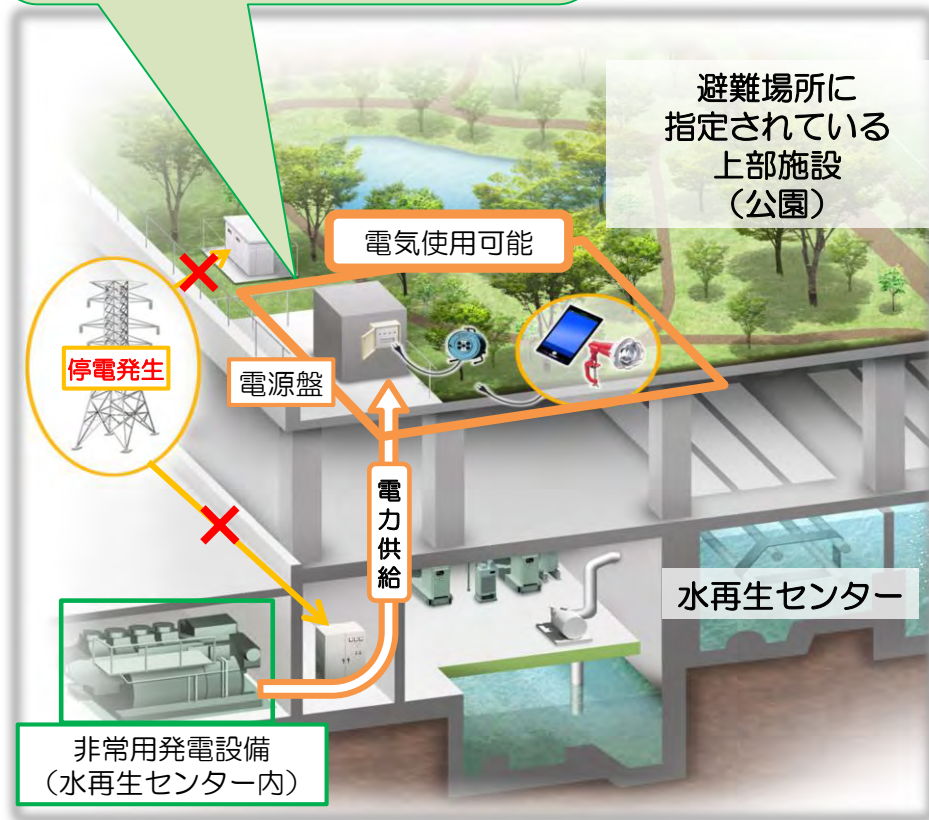 避難場所に
指定されている
上部施設
（公園）
電気使用可能
停電発生
電源盤
電力供給
水再生センター
非常用発電設備
（水再生センター内）